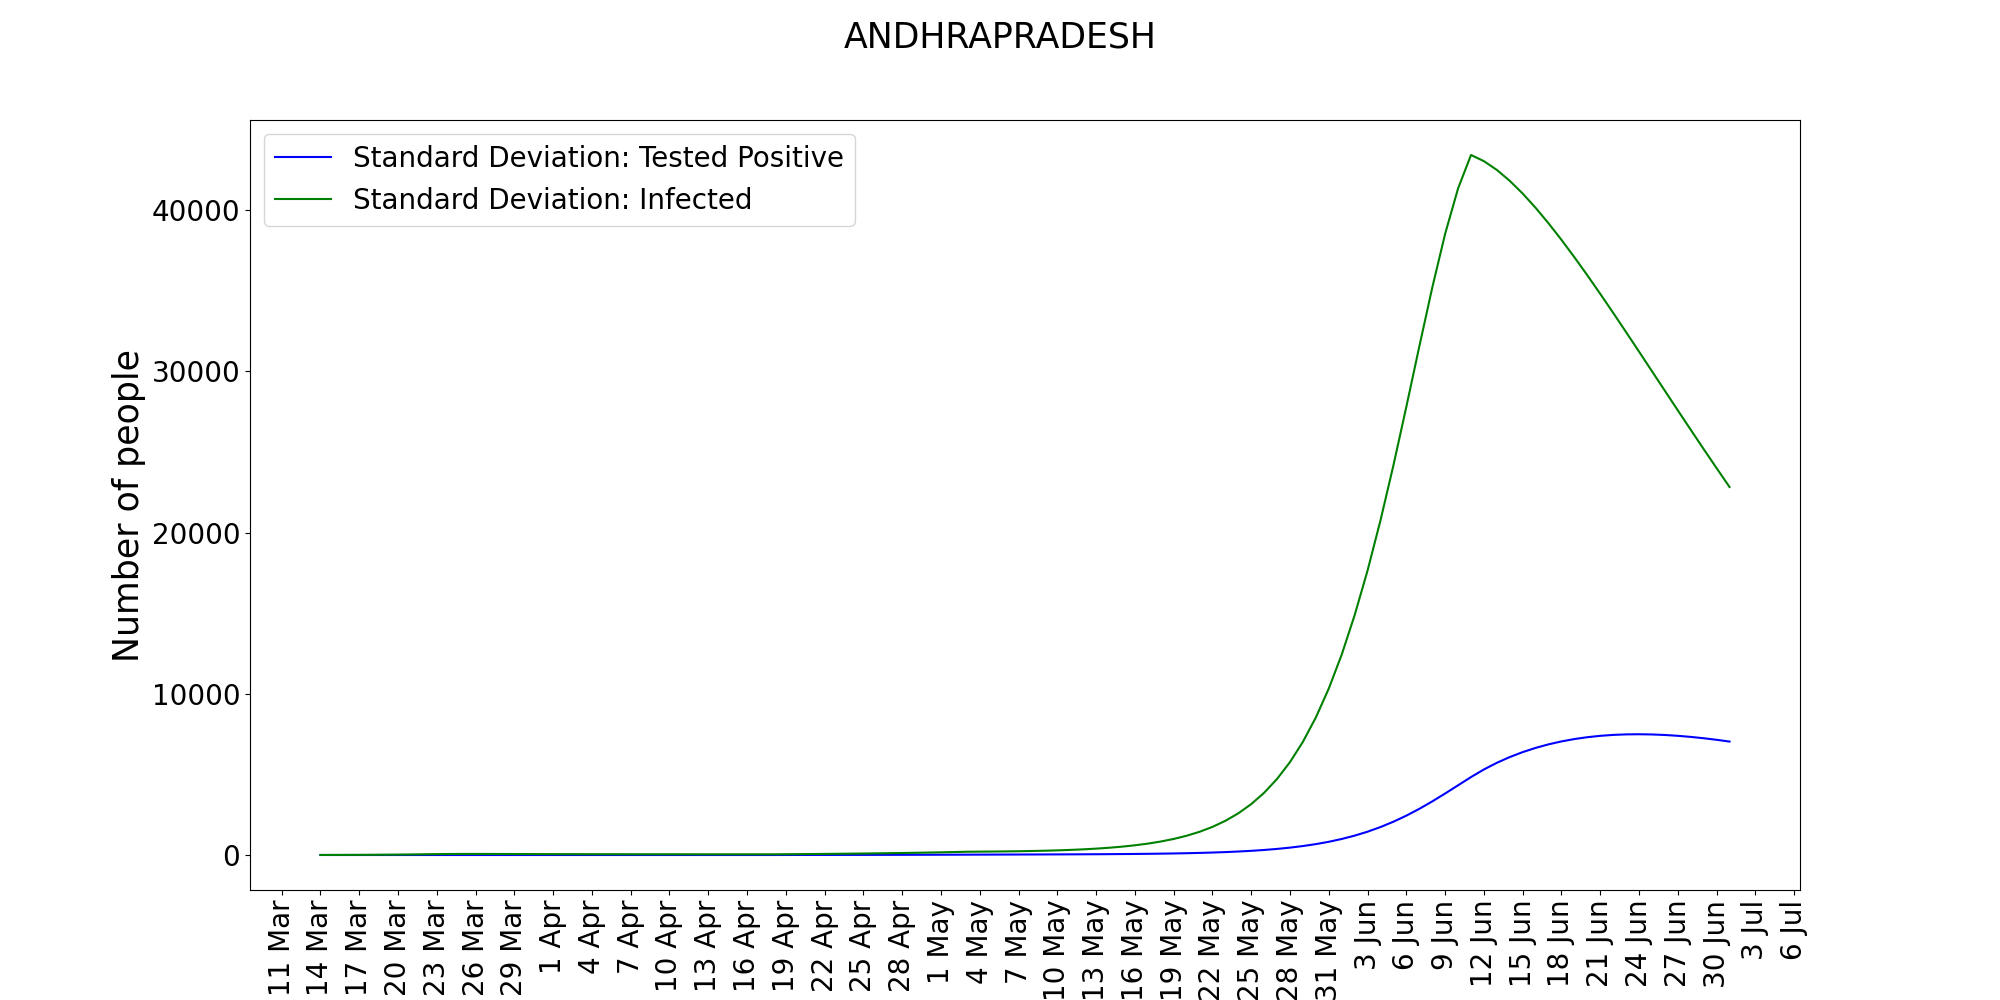 ANDHRAPRADESH
Standard Deviation: Tested Positive
Standard Deviation: Infected
Number of people
40000
30000
20000
10000
0
11 Mar
14 Mar
17 Mar
20 Mar
23 Mar
26 Mar
29 Mar
1 Apr
4 Apr
7 Apr
10 Apr
13 Apr
16 Apr
19 Apr
22 Apr
25 Apr
28 Apr
1 May
4 May
7 May
10 May
13 May
16 May
19 May
22 May
25 May
28 May
31 May
3 Jun
6 Jun
9 Jun
12 Jun
15 Jun
18 Jun
21 Jun
24 Jun
27 Jun
30 Jun
3 Jul
6 Jul